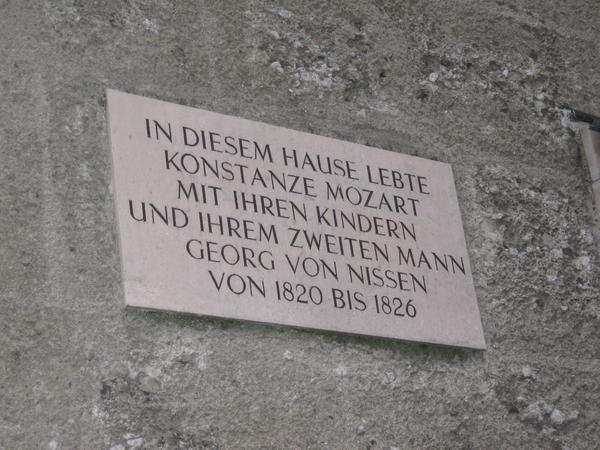 IN DIESEM HAUSE LEBTE
KONSTANZE MOZART
MIT IHREN KINDERN
UND IHREM ZWEITEN MANN
GEORG VON NISSEN
VON 1820 BIS 1826